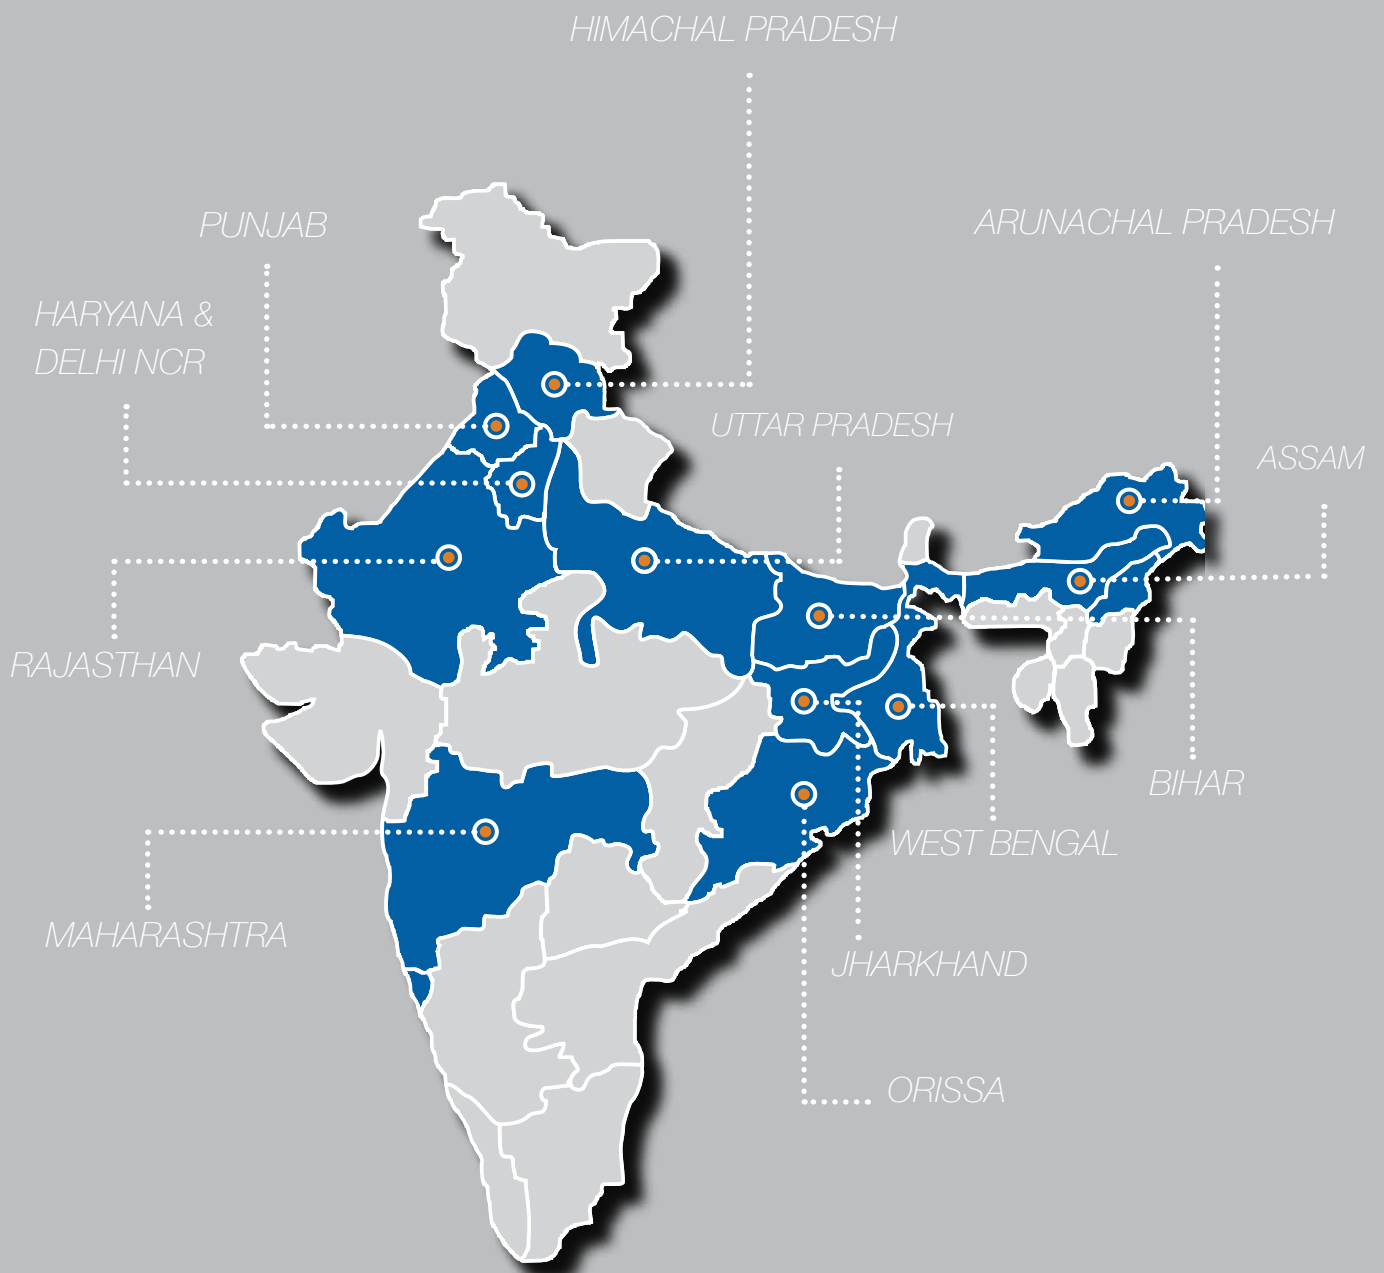 HIMACHAL PRADESH
PUNJAB
ARUNACHAL PRADESH
HARYANA &
DELHI NCR
UTTAR PRADESH
ASSAM
RAJASTHAN
BIHAR
WEST BENGAL
MAHARASHTRA
JHARKHAND
ORISSA